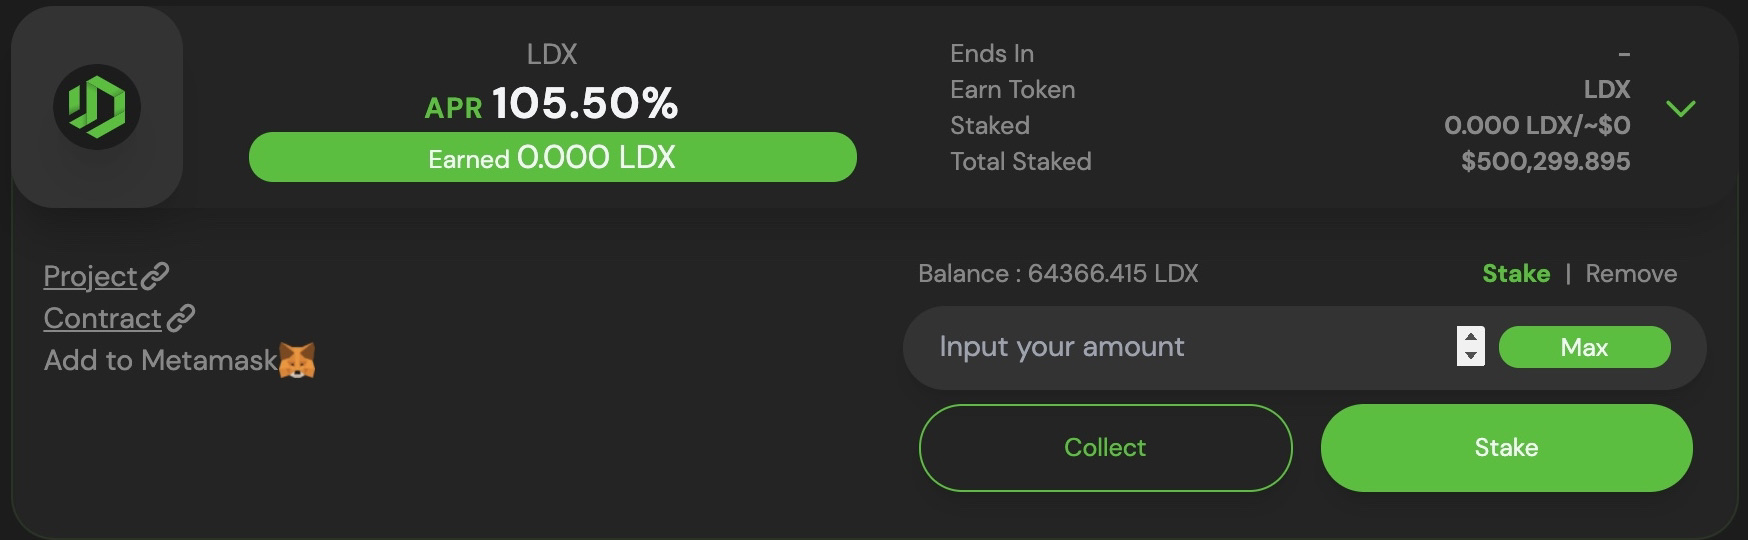 LDX
APR 105.50%
Earned 0.000 LDX
Ends In -
Earn Token LDX
Staked 0.000 LDX/~$0
Total Staked $500,299.895
Project
Contract
Add to Metamask
Balance : 64366.415 LDX
Stake | Remove
Input your amount
Max
Collect
Stake